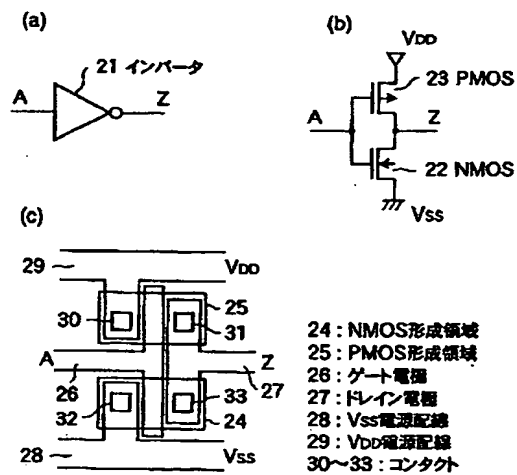 (a)
21 インバータ
A
Z
(b)
VDD
23 PMOS
A
Z
22 NMOS
VSS
(c)
29
VDD
25
30
31
A
Z
26
27
32
33
24
28
VSS
24:NMOS形成領域
25:PMOS形成領域
26:ゲート電極
27:ドレイン電極
28:VSS電源配線
29:VDD電源配線
30〜33:コンタクト